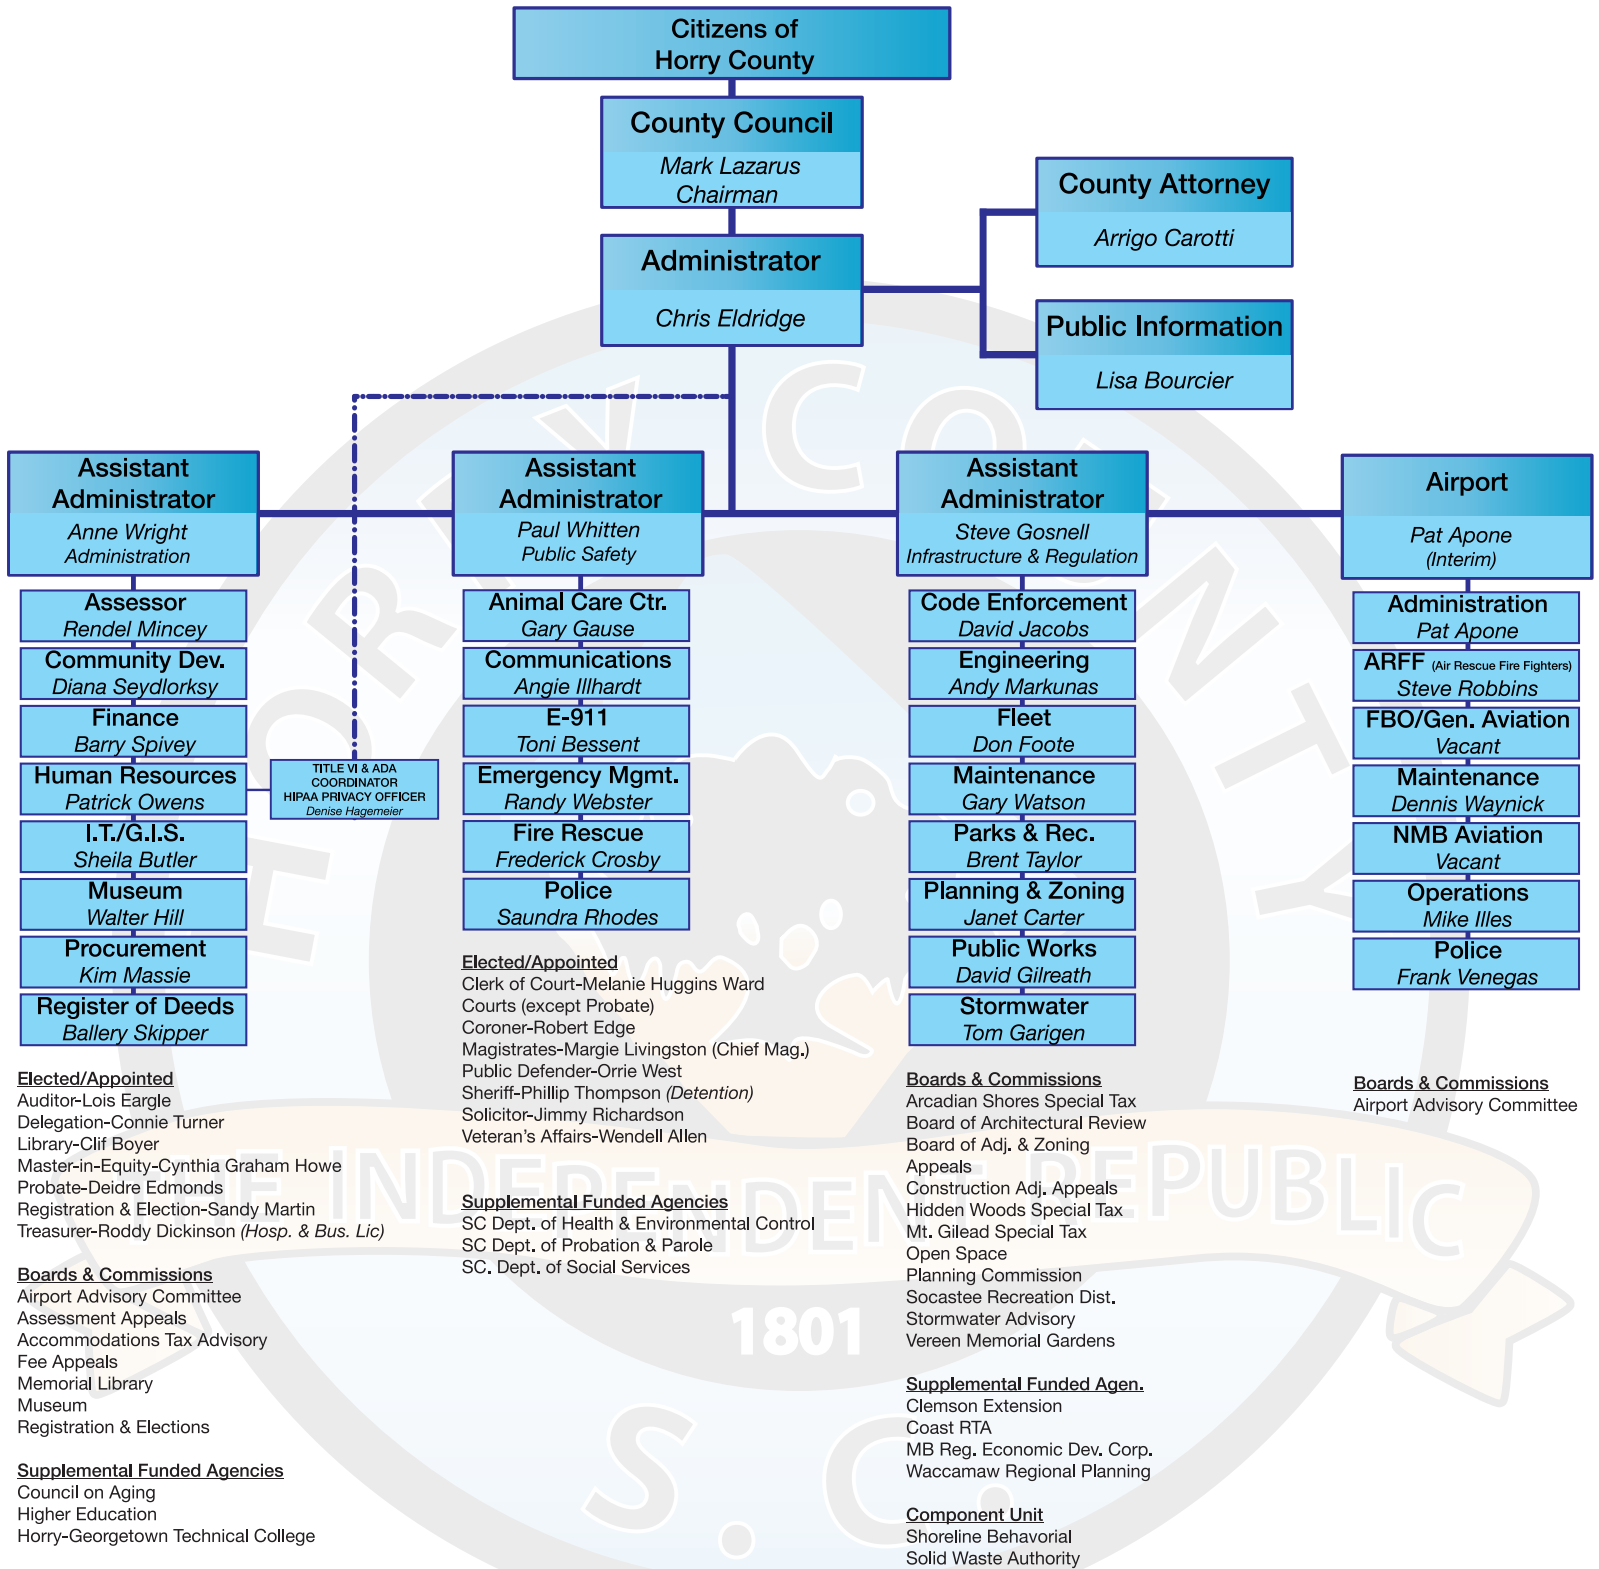 Citizens of
Horry County
County Council
Mark Lazarus
Chairman
Administrator
Chris Eldridge
County Attorney
Arrigo Carotti
Public Information
Lisa Bourcier
Assistant
Administrator
Anne Wright
Administration
Assessor
Rendel Mincey
Community Dev.
Diana Seydlorksy
Finance
Barry Spivey
Human Resources
Patrick Owens
TITLE VI & ADA
COORDINATOR
HIPAA PRIVACY OFFICER
Denise Hagemeier
I.T./G.I.S.
Sheila Butler
Museum
Walter Hill
Procurement
Kim Massie
Register of Deeds
Ballery Skipper
Elected/Appointed
Auditor-Lois Eargle
Delegation-Connie Turner
Library-Clif Boyer
Master-in-Equity-Cynthia Graham Howe
Probate-Deidre Edmonds
Registration & Election-Sandy Martin
Treasurer-Roddy Dickinson (Hosp. & Bus. Lic)
Boards & Commissions
Airport Advisory Committee
Assessment Appeals
Accommodations Tax Advisory
Fee Appeals
Memorial Library
Museum
Registration & Elections
Supplemental Funded Agencies
Council on Aging
Higher Education
Horry-Georgetown Technical College
Assistant
Administrator
Paul Whitten
Public Safety
Animal Care Ctr.
Gary Gause
Communications
Angie Illhardt
E-911
Toni Bessent
Emergency Mgmt.
Randy Webster
Fire Rescue
Frederick Crosby
Police
Saundra Rhodes
Elected/Appointed
Clerk of Court-Melanie Huggins Ward
Courts (except Probate)
Coroner-Robert Edge
Magistrates-Margie Livingston (Chief Mag.)
Public Defender-Orrie West
Sheriff-Phillip Thompson (Detention)
Solicitor-Jimmy Richardson
Veteran's Affairs-Wendell Allen
Supplemental Funded Agencies
SC Dept. of Health & Environmental Control
SC Dept. of Probation & Parole
SC. Dept. of Social Services
Assistant
Administrator
Steve Gosnell
Infrastructure & Regulation
Code Enforcement
David Jacobs
Engineering
Andy Markunas
Fleet
Don Foote
Maintenance
Gary Watson
Parks & Rec.
Brent Taylor
Planning & Zoning
Janet Carter
Public Works
David Gilreath
Stormwater
Tom Garigen
Boards & Commissions
Arcadian Shores Special Tax
Board of Architectural Review
Board of Adj. & Zoning
Appeals
Construction Adj. Appeals
Hidden Woods Special Tax
Mt. Gilead Special Tax
Open Space
Planning Commission
Socastee Recreation Dist.
Stormwater Advisory
Vereen Memorial Gardens
Supplemental Funded Agen.
Clemson Extension
Coast RTA
MB Reg. Economic Dev. Corp.
Waccamaw Regional Planning
Component Unit
Shoreline Behavorial
Solid Waste Authority
Airport
Pat Apone
(Interim)
Administration
Pat Apone
ARFF (Air Rescue Fire Fighters)
Steve Robbins
FBO/Gen. Aviation
Vacant
Maintenance
Dennis Waynick
NMB Aviation
Vacant
Operations
Mike Illes
Police
Frank Venegas
Boards & Commissions
Airport Advisory Committee
HORRY COUNTY
THE INDEPENDENT REPUBLIC
1801
S.C.